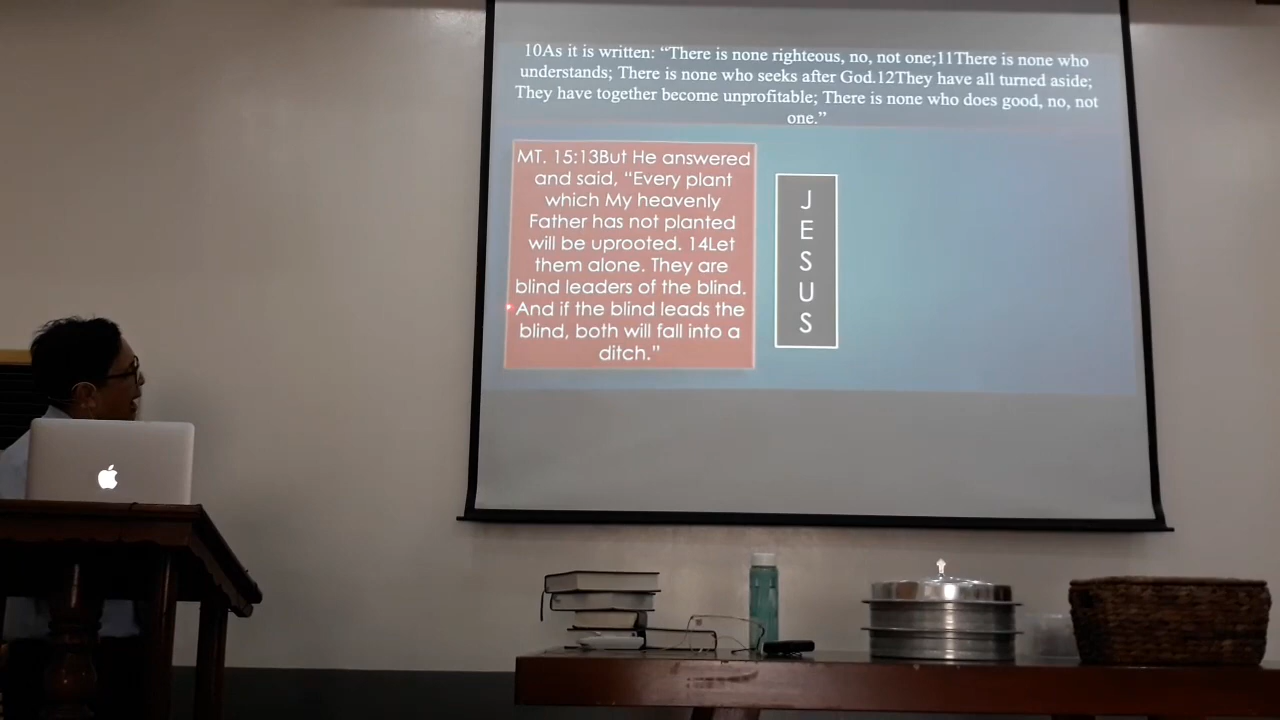 10As it is written: “There is none righteous, no, not one;11There is none who
understands; There is none who seeks after God.12They have all turned aside;
They have together become unprofitable; There is none who does good, no, not
one.”
MT. 15:13But He answered
and said, “Every plant
which My heavenly
Father has not planted
will be uprooted. 14Let
them alone. They are
blind leaders of the blind.
And if the blind leads the
blind, both will fall into a
ditch.”
J
E
S
U
S